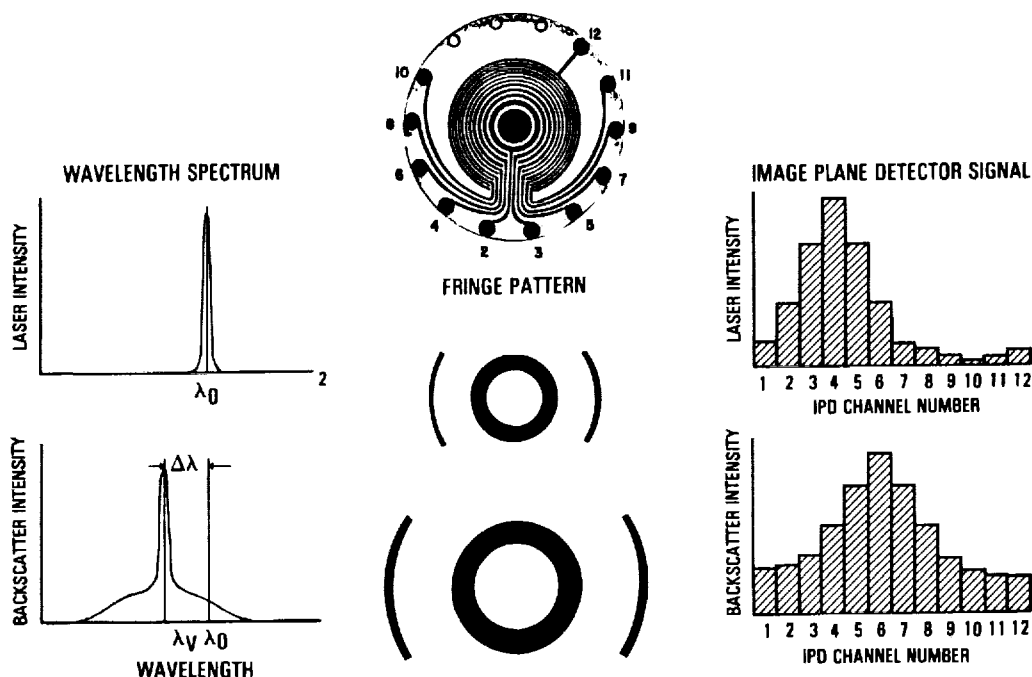 12
10
11
8
9
6
7
4
5
2
3
WAVELENGTH SPECTRUM
LASER INTENSITY
λ0
2
FRINGE PATTERN
IMAGE PLANE DETECTOR SIGNAL
LASER INTENSITY
1 2 3 4 5 6 7 8 9 10 11 12
IPD CHANNEL NUMBER
BACKSCATTER INTENSITY
Δλ
λV λ0
WAVELENGTH
BACKSCATTER INTENSITY
1 2 3 4 5 6 7 8 9 10 11 12
IPD CHANNEL NUMBER